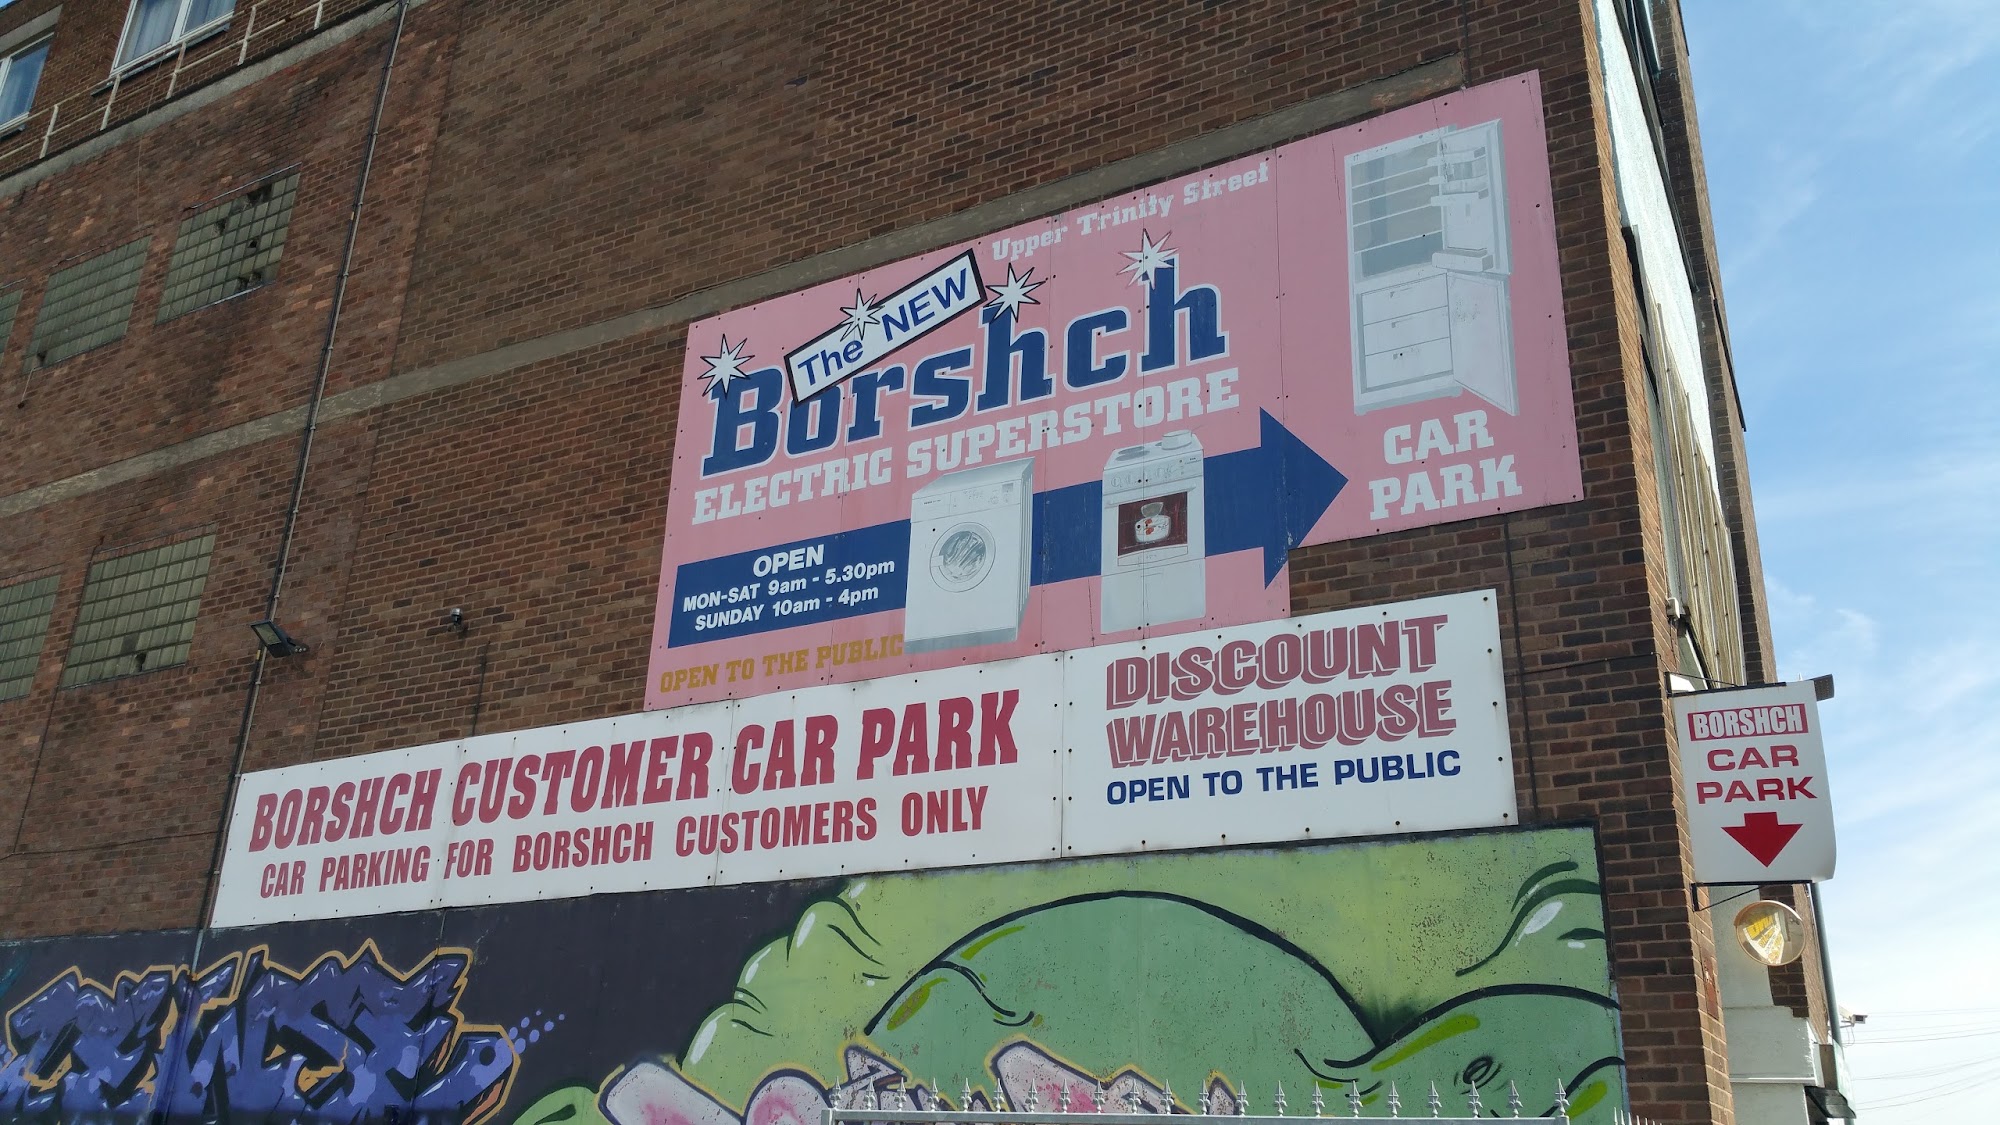 Upper Trinity Street
The NEW
Borshch
ELECTRIC SUPERSTORE
CAR
PARK
OPEN
MON-SAT 9am - 5.30pm
SUNDAY 10am - 4pm
OPEN TO THE PUBLIC
BORSHCH CUSTOMER CAR PARK
CAR PARKING FOR BORSHCH CUSTOMERS ONLY
DISCOUNT
WAREHOUSE
OPEN TO THE PUBLIC
BORSHCH
CAR
PARK